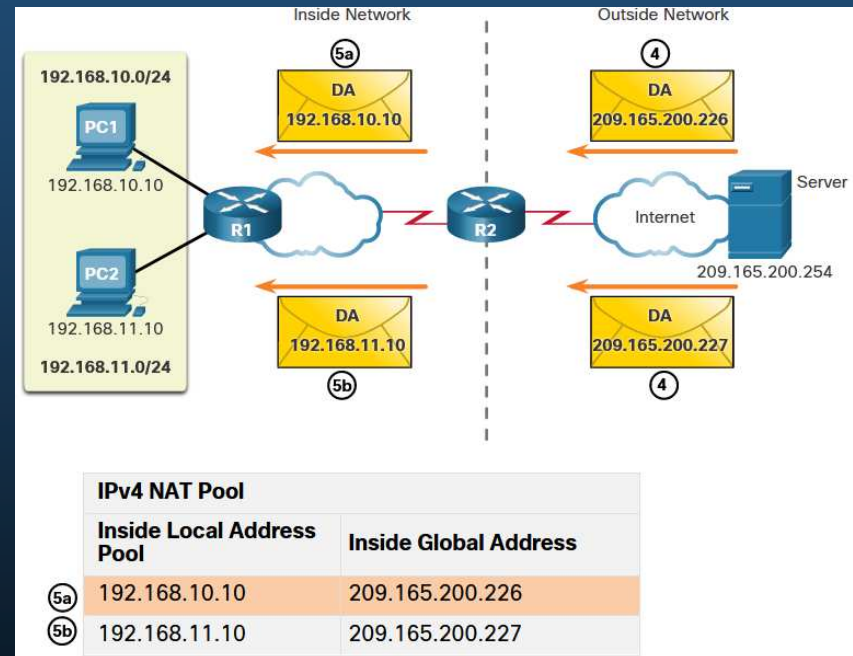 Inside Network
Outside Network
5a
4
192.168.10.0/24
DA
192.168.10.10
DA
209.165.200.226
PC1
192.168.10.10
R1
R2
Internet
Server
209.165.200.254
PC2
192.168.11.10
192.168.11.0/24
DA
192.168.11.10
DA
209.165.200.227
5b
4
IPv4 NAT Pool
Inside Local Address
Pool
Inside Global Address
5a 192.168.10.10 209.165.200.226
5b 192.168.11.10 209.165.200.227